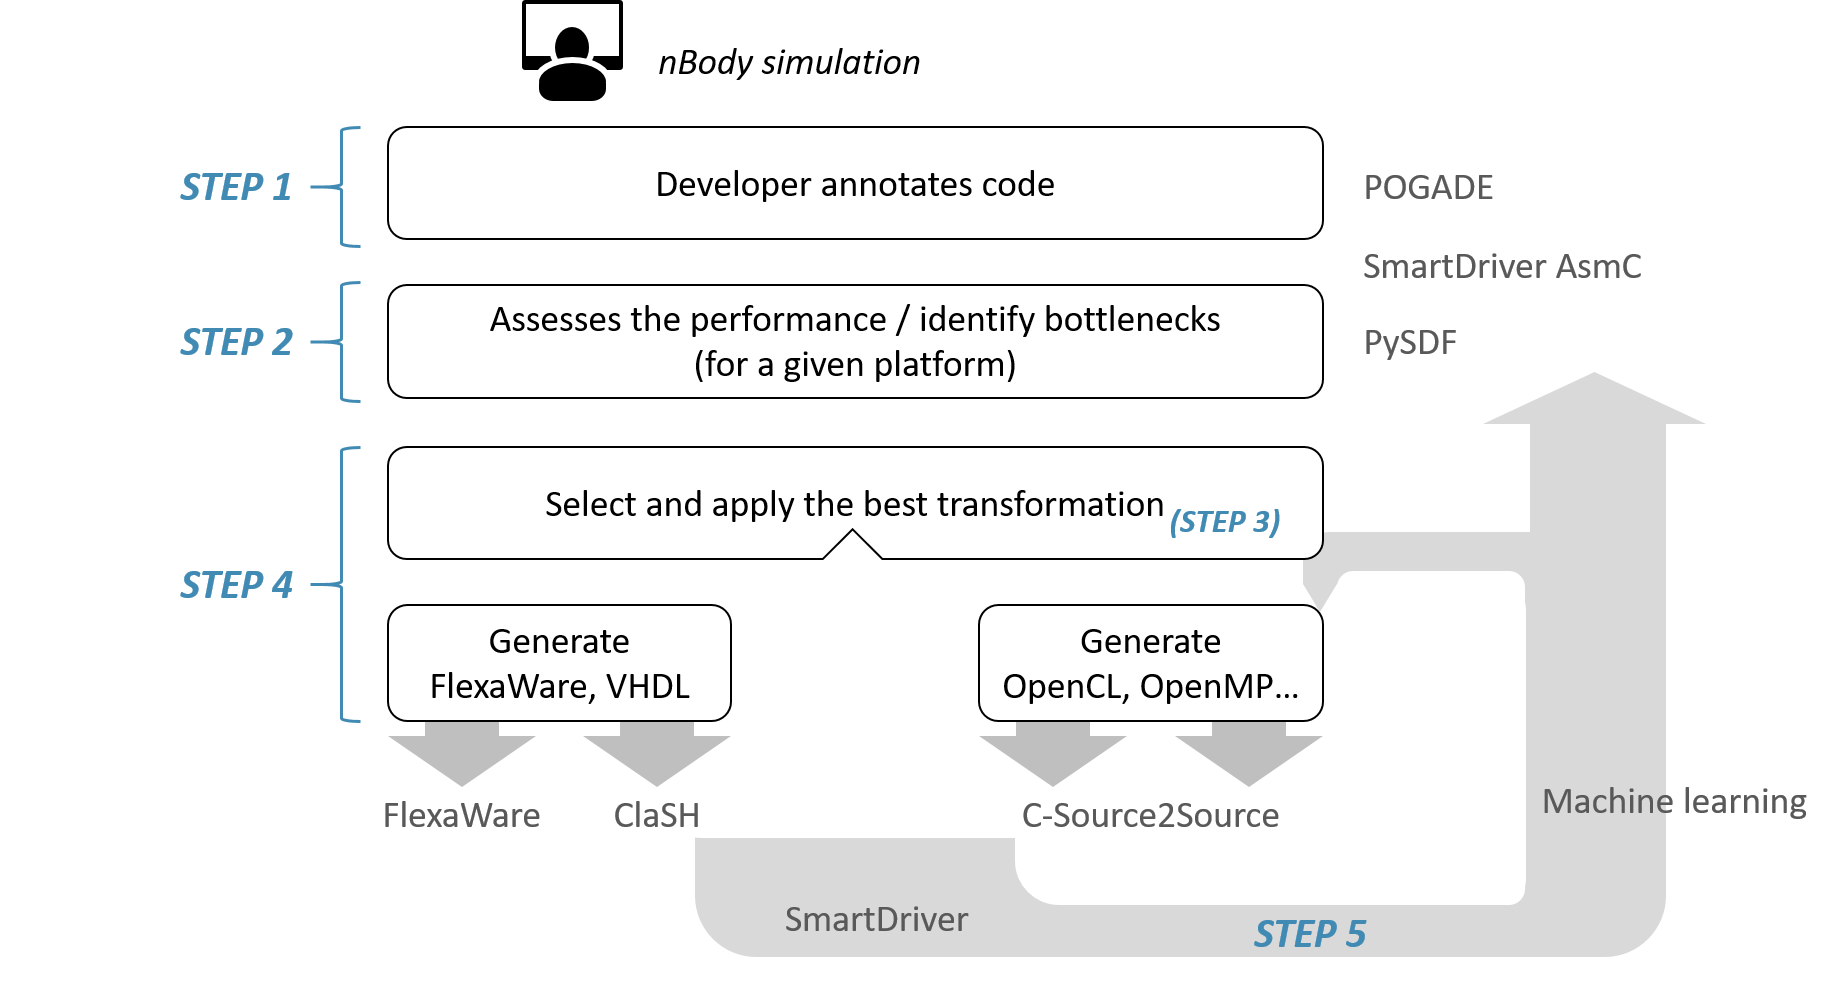 nBody simulation
STEP 1
Developer annotates code
POGADE
SmartDriver AsmC
STEP 2
Assesses the performance / identify bottlenecks
(for a given platform)
PySDF
Select and apply the best transformation
(STEP 3)
STEP 4
Generate
FlexaWare, VHDL
Generate
OpenCL, OpenMP...
FlexaWare
ClaSH
C-Source2Source
Machine learning
SmartDriver
STEP 5